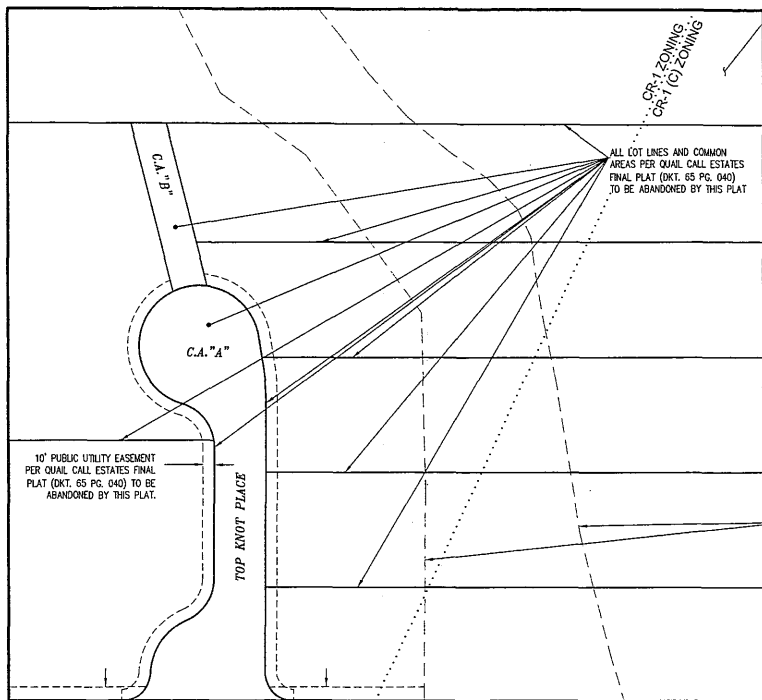 CR-1 ZONING
CR-1 (C) ZONING
C.A."B"
ALL LOT LINES AND COMMON
AREAS PER QUAIL CALL ESTATES
FINAL PLAT (DKT. 65 PG. 040)
TO BE ABANDONED BY THIS PLAT
C.A."A"
10' PUBLIC UTILITY EASEMENT
PER QUAIL CALL ESTATES FINAL
PLAT (DKT. 65 PG. 040) TO BE
ABANDONED BY THIS PLAT.
TOP KNOT PLACE